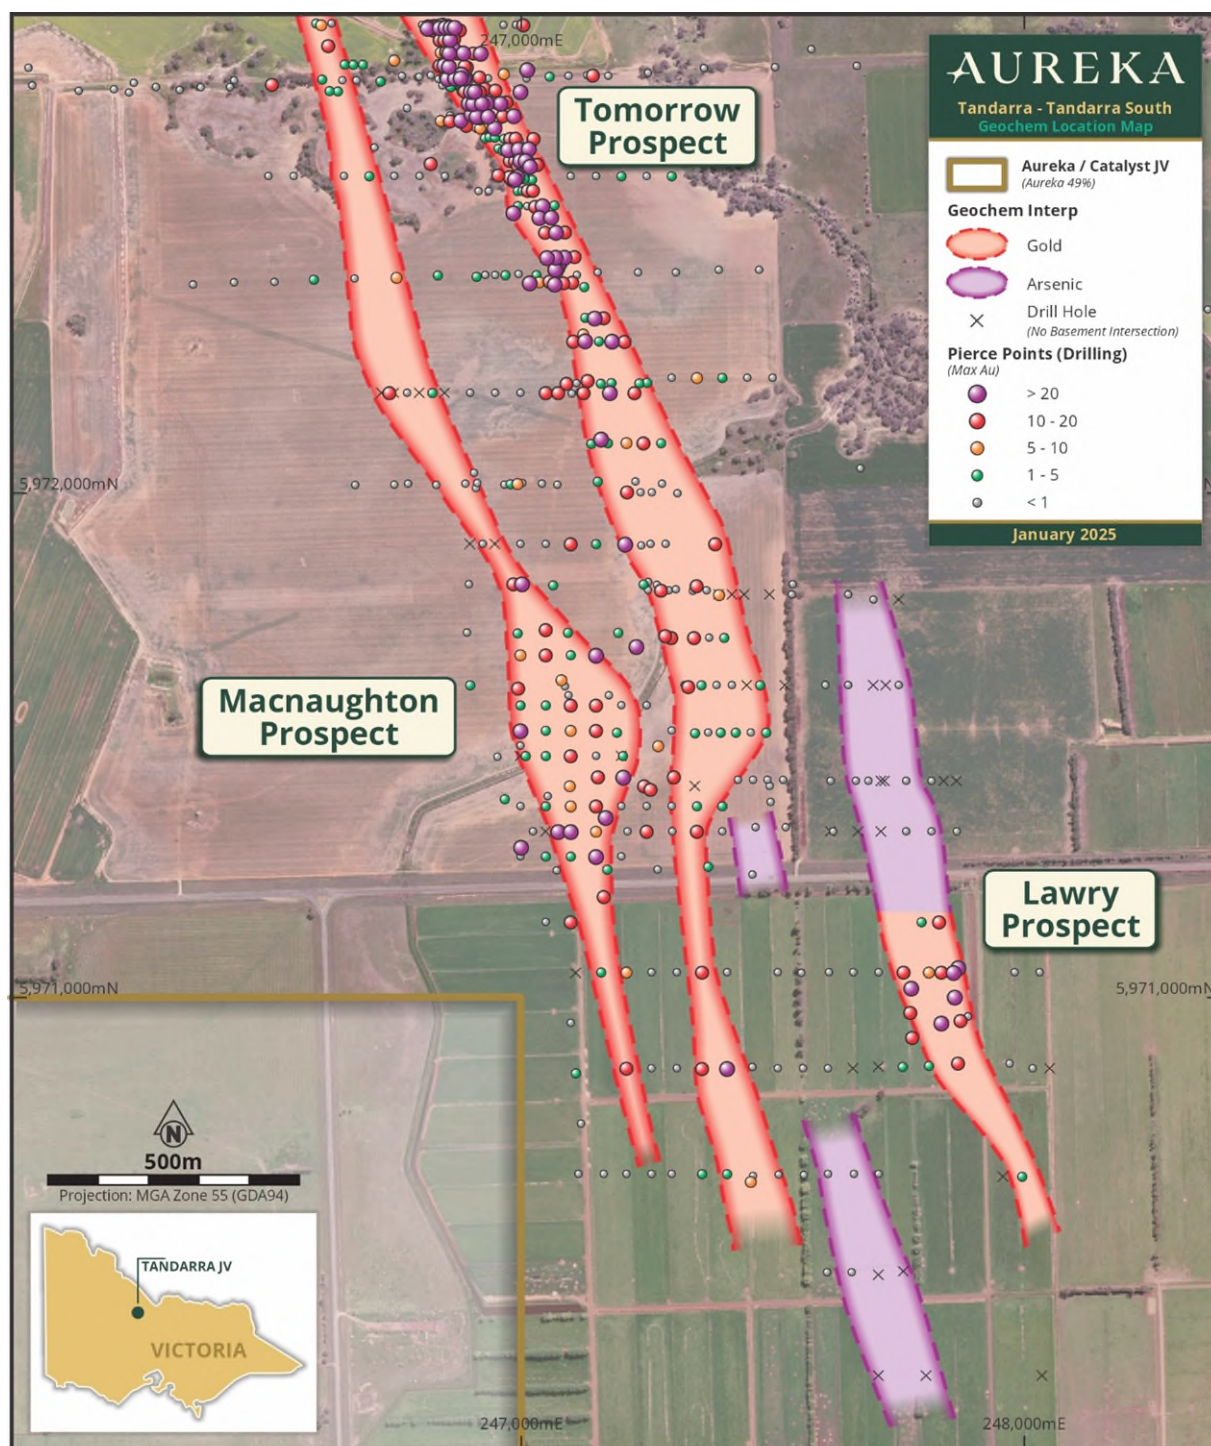 247,000mE
AUREKA
Tandarra - Tandarra South
Geochem Location Map
Aureka / Catalyst JV
(Aureka 49%)
Geochem Interp
Gold
Arsenic
Drill Hole
(No Basement Intersection)
Pierce Points (Drilling)
(Max Au)
> 20
10 - 20
5 - 10
1 - 5
< 1
January 2025
Tomorrow
Prospect
5,972,000mN
N
Macnaughton
Prospect
Lawry
Prospect
5,971,000mN
5,971,000mN
N
500m
Projection: MGA Zone 55 (GDA94)
TANDARRA JV
VICTORIA
247,000mE
248,000mE